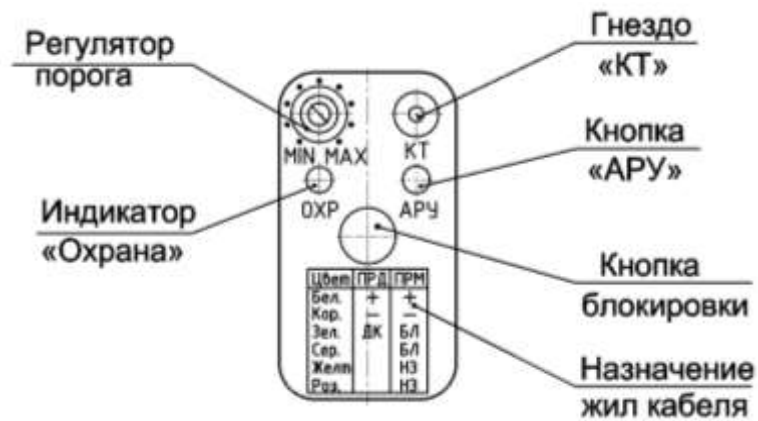 Регулятор
порога
Гнездо
«КТ»
MIN MAX
КТ
Кнопка
«АРУ»
ОХР
АРУ
Индикатор
«Охрана»
Кнопка
блокировки
Цвет ПРД ПРМ
Бел. + +
Кор. – –
Зел. ДК БЛ
Сер. БЛ
Желт НЗ
Роз. НЗ
Назначение
жил кабеля